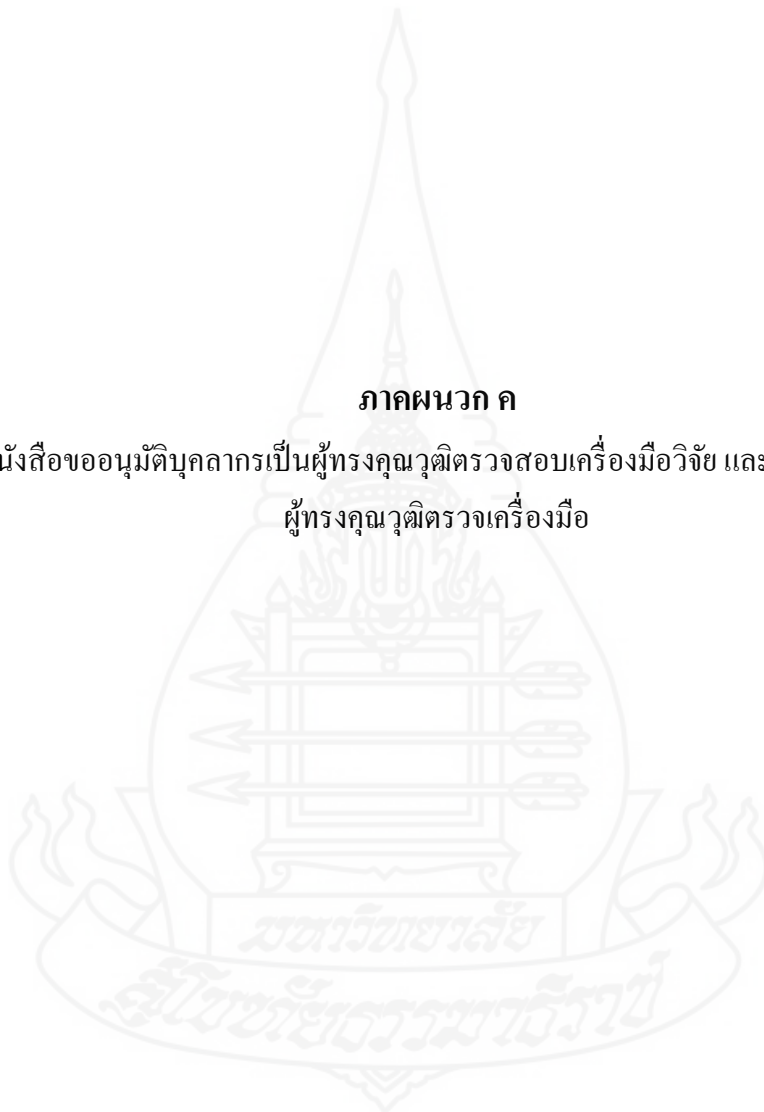 ภาคผนวก ค
นังสือขออนุมัติบุคลากรเป็นผู้ทรงคุณวุฒิตรวจสอบเครื่องมือวิจัย และ
ผู้ทรงคุณวุฒิตรวจเครื่องมือ
มหาวิทยาลัย
สุโขทัยธรรมาธิราช